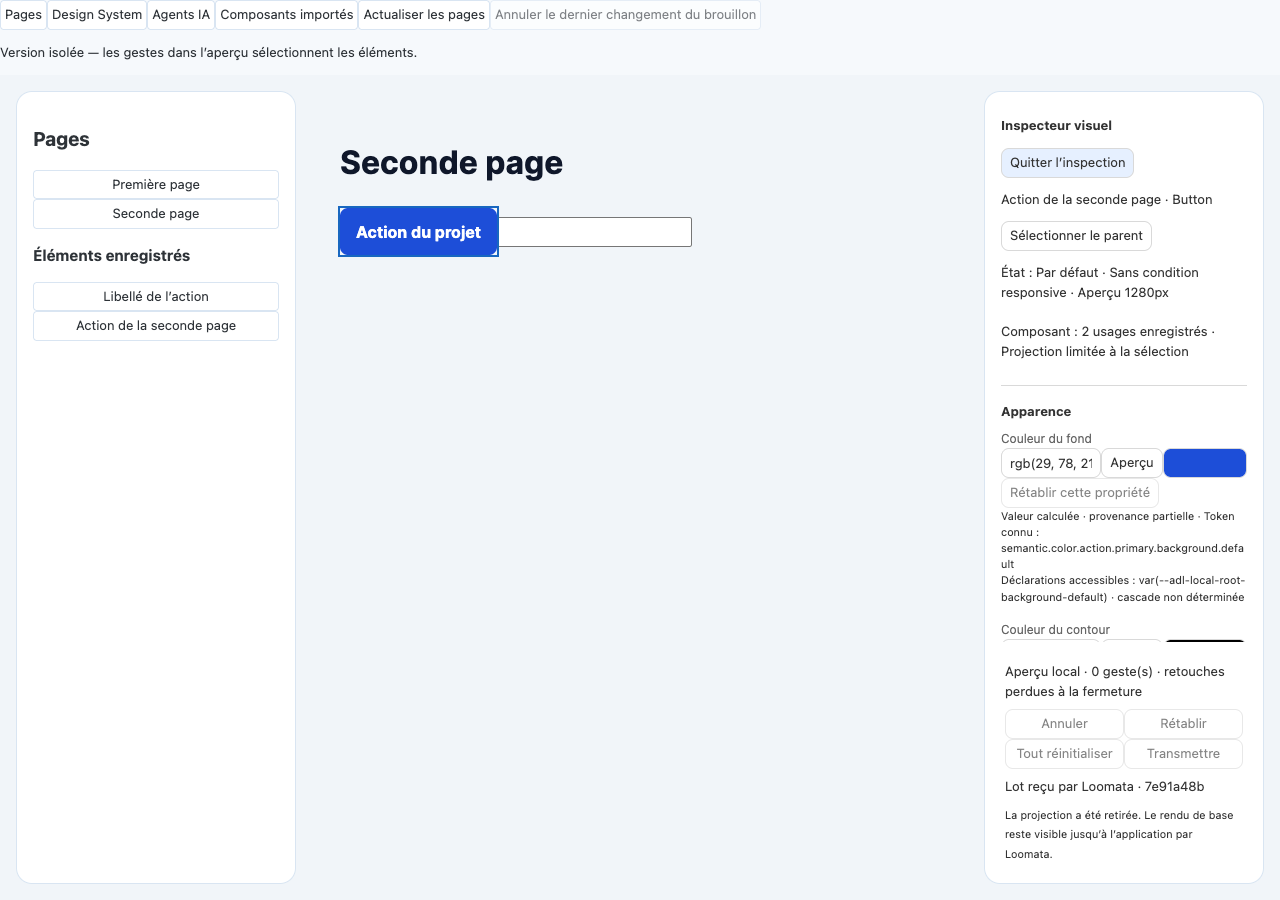 Pages Design System Agents IA Composants importés Actualiser les pages Annuler le dernier changement du brouillon
Version isolée — les gestes dans l’aperçu sélectionnent les éléments.
Pages
Première page
Seconde page
Éléments enregistrés
Libellé de l’action
Action de la seconde page
Seconde page
Action du projet
Inspecteur visuel
Quitter l’inspection
Action de la seconde page · Button
Sélectionner le parent
État : Par défaut · Sans condition
responsive · Aperçu 1280px
Composant : 2 usages enregistrés ·
Projection limitée à la sélection
Apparence
Couleur du fond
rgb(29, 78, 21 Aperçu
Rétablir cette propriété
Valeur calculée · provenance partielle · Token
connu :
semantic.color.action.primary.background.defa
ult
Déclarations accessibles : var(--adl-local-root-
background-default) · cascade non déterminée
Couleur du contour
Aperçu local · 0 geste(s) · retouches
perdues à la fermeture
Annuler Rétablir
Tout réinitialiser Transmettre
Lot reçu par Loomata · 7e91a48b
La projection a été retirée. Le rendu de base
reste visible jusqu’à l’application par
Loomata.